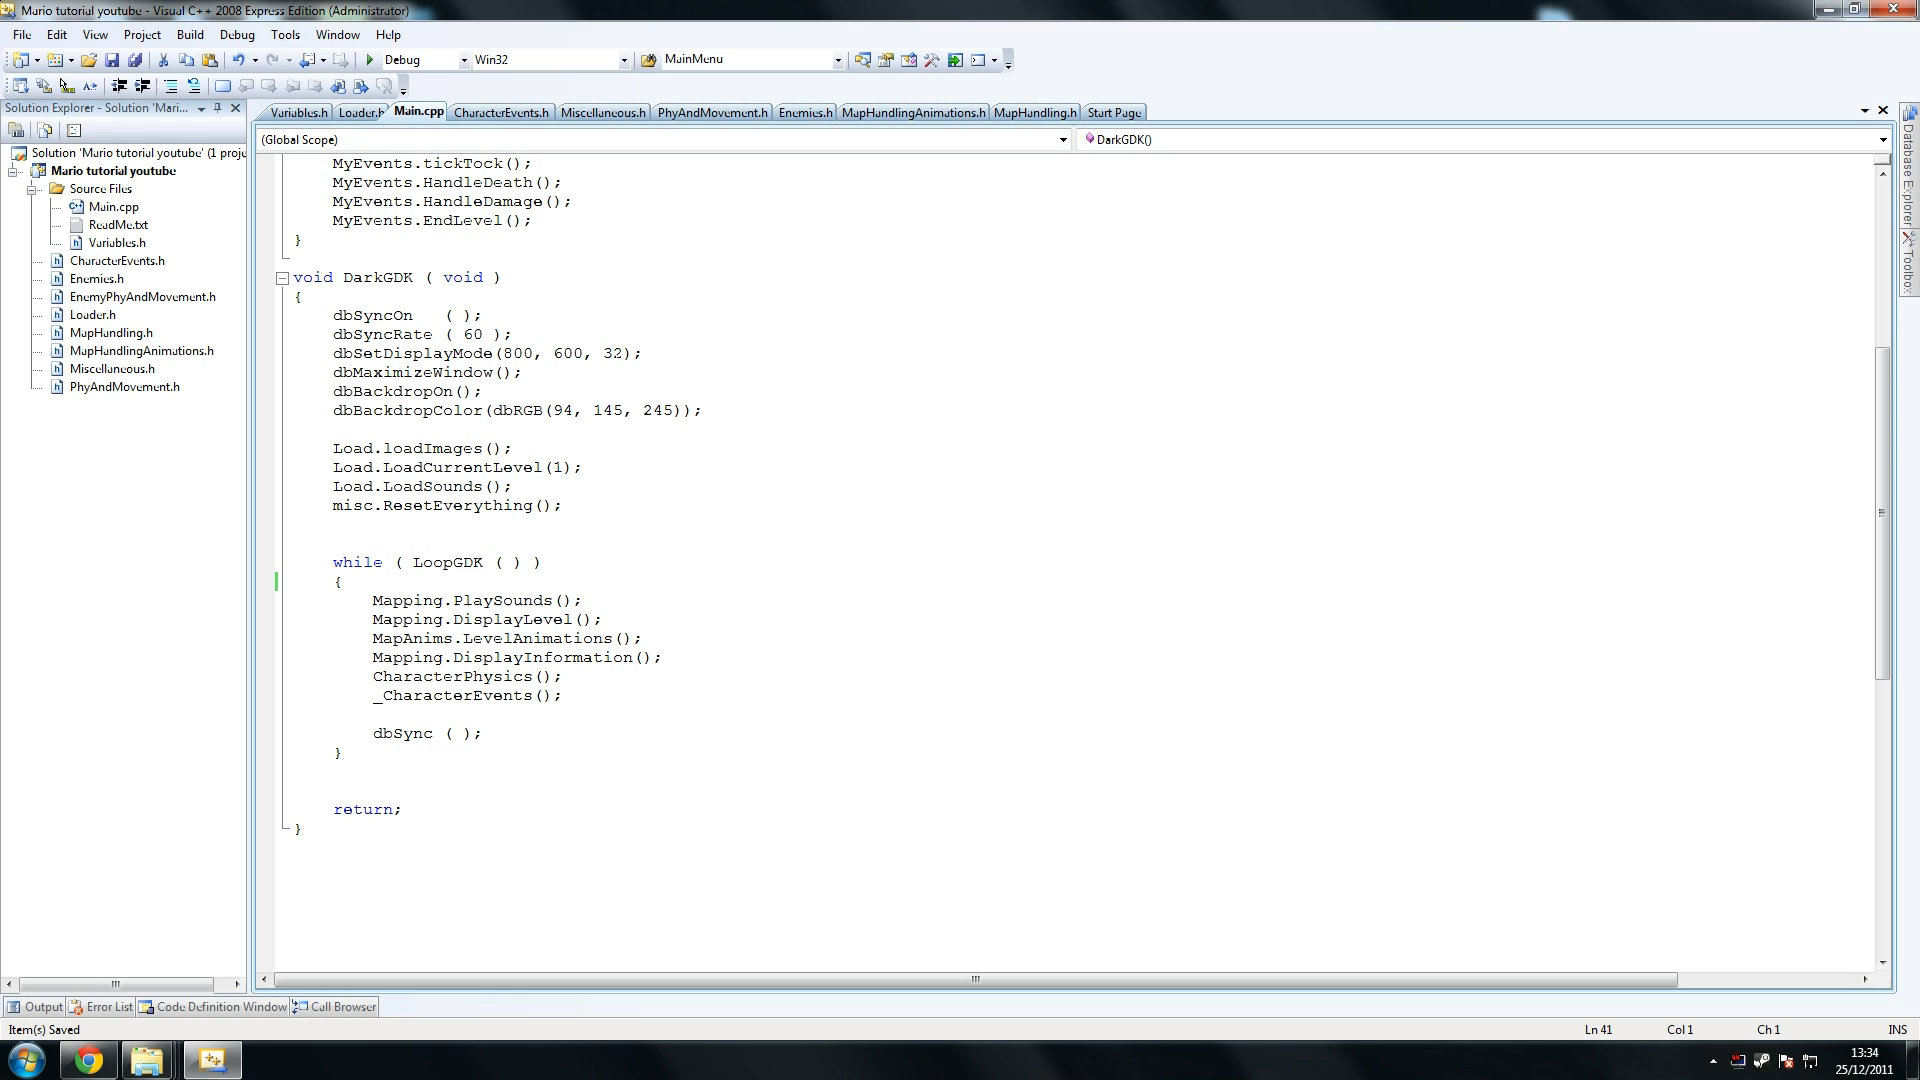 Mario tutorial youtube - Visual C++ 2008 Express Edition (Administrator)
File Edit View Project Build Debug Tools Window Help
Debug Win32 MainMenu
Solution Explorer - Solution 'Mari...
Variables.h Loader.h Main.cpp CharacterEvents.h Miscellaneous.h PhyAndMovement.h Enemies.h MapHandlingAnimations.h MapHandling.h Start Page
(Global Scope) DarkGDK()
Solution 'Mario tutorial youtube' (1 proje
Mario tutorial youtube
Source Files
Main.cpp
ReadMe.txt
Variables.h
CharacterEvents.h
Enemies.h
EnemyPhyAndMovement.h
Loader.h
MapHandling.h
MapHandlingAnimations.h
Miscellaneous.h
PhyAndMovement.h
MyEvents.tickTock();
MyEvents.HandleDeath();
MyEvents.HandleDamage();
MyEvents.EndLevel();
}
void DarkGDK ( void )
{
dbSyncOn   ( );
dbSyncRate ( 60 );
dbSetDisplayMode(800, 600, 32);
dbMaximizeWindow();
dbBackdropOn();
dbBackdropColor(dbRGB(94, 145, 245));
Load.loadImages();
Load.LoadCurrentLevel(1);
Load.LoadSounds();
misc.ResetEverything();
while ( LoopGDK ( ) )
{
Mapping.PlaySounds();
Mapping.DisplayLevel();
MapAnims.LevelAnimations();
Mapping.DisplayInformation();
CharacterPhysics();
_CharacterEvents();
dbSync ( );
}
return;
}
Database Explorer
Toolbox
Output Error List Code Definition Window Call Browser
Item(s) Saved Ln 41 Col 1 Ch 1 INS
13:34
25/12/2011